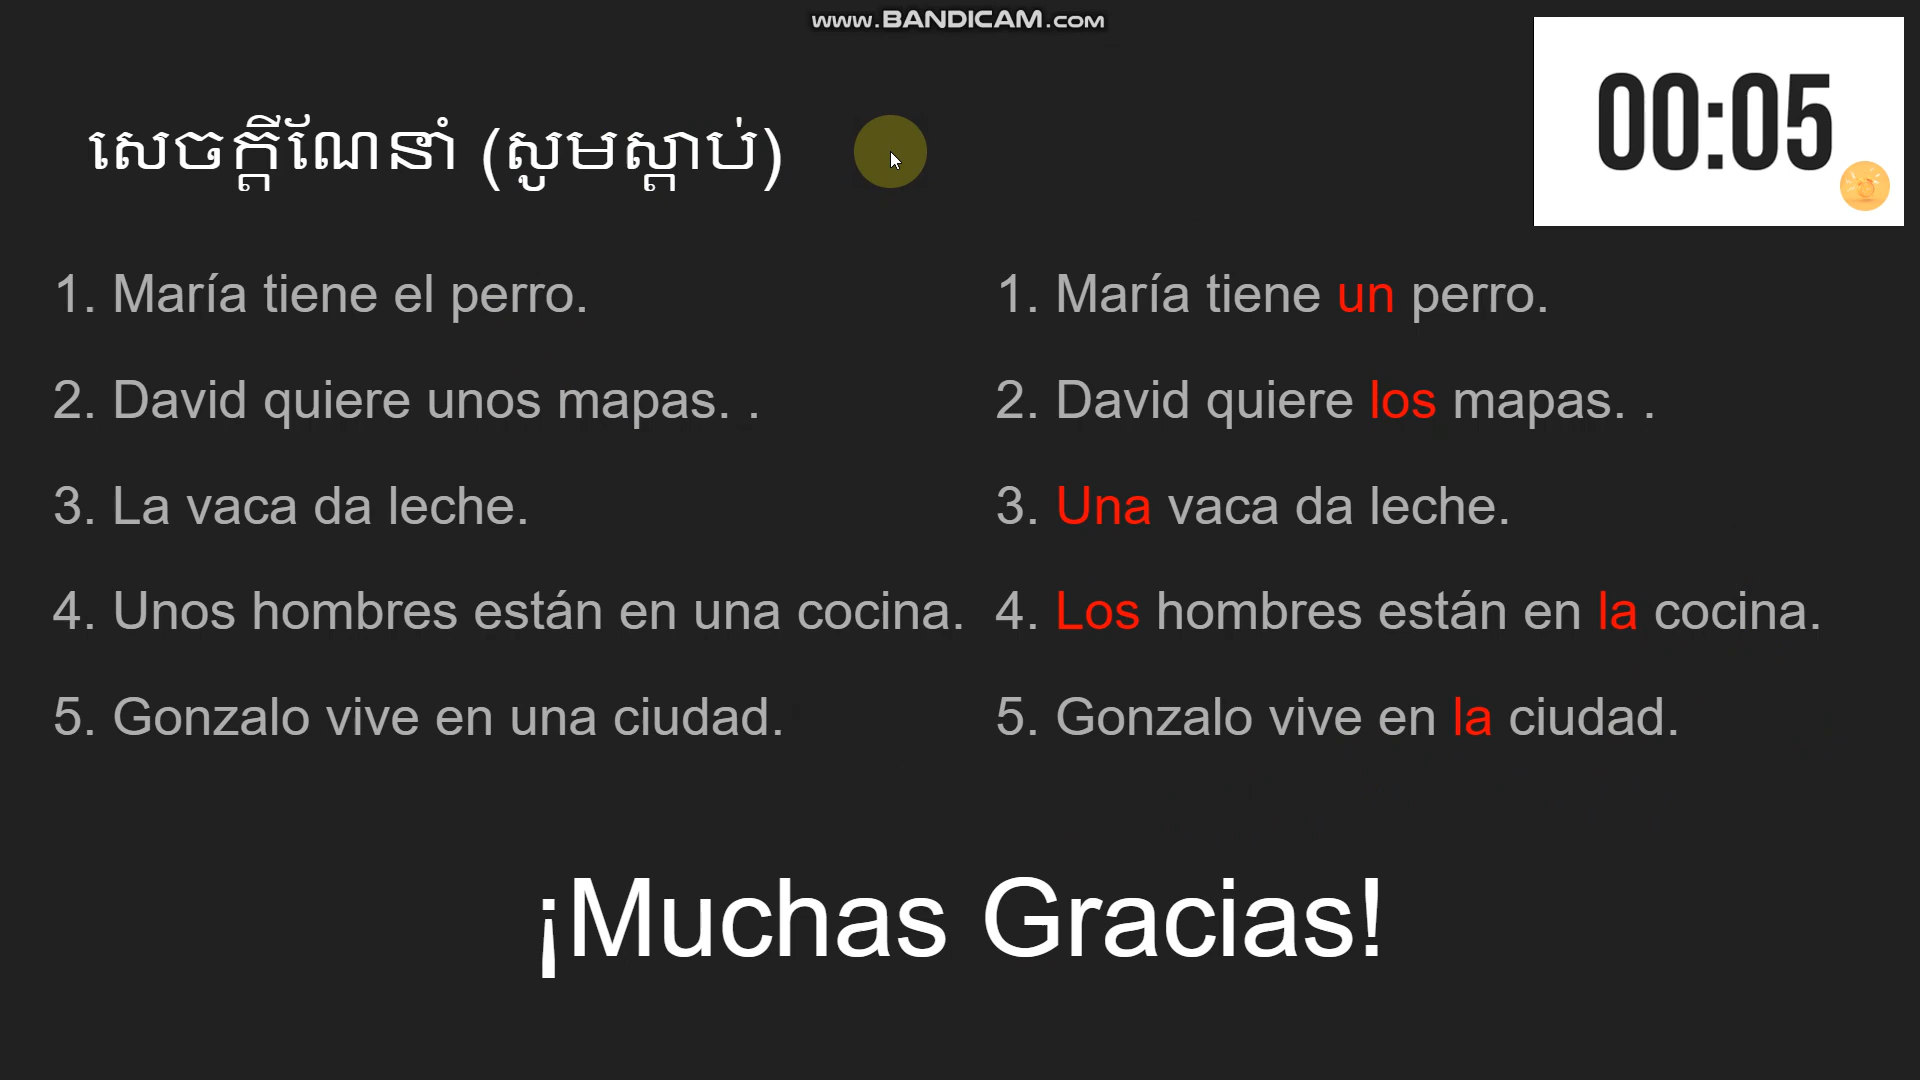 www.BANDICAM.com
00:05
សេចក្តីណែនាំ (សូមស្តាប់)
1. María tiene el perro.
2. David quiere unos mapas. .
3. La vaca da leche.
4. Unos hombres están en una cocina.
5. Gonzalo vive en una ciudad.
1. María tiene un perro.
2. David quiere los mapas. .
3. Una vaca da leche.
4. Los hombres están en la cocina.
5. Gonzalo vive en la ciudad.
¡Muchas Gracias!